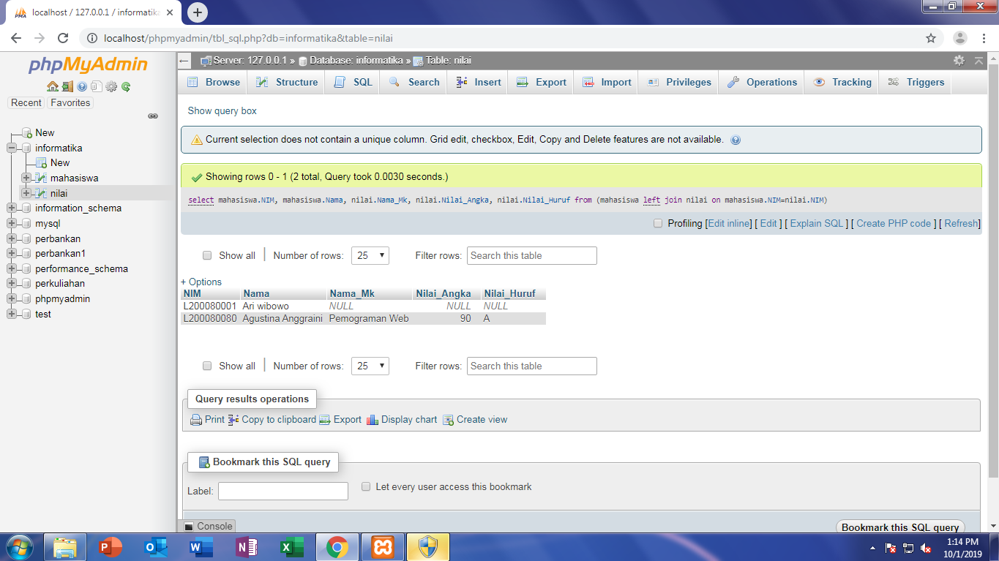 localhost / 127.0.0.1 / informatika
localhost/phpmyadmin/tbl_sql.php?db=informatika&table=nilai
phpMyAdmin
Recent Favorites
New
informatika
New
mahasiswa
nilai
information_schema
mysql
perbankan
perbankan1
performance_schema
perkuliahan
phpmyadmin
test
Server: 127.0.0.1 » Database: informatika » Table: nilai
Browse Structure SQL Search Insert Export Import Privileges Operations Tracking Triggers
Show query box
Current selection does not contain a unique column. Grid edit, checkbox, Edit, Copy and Delete features are not available.
Showing rows 0 - 1 (2 total, Query took 0.0030 seconds.)
select mahasiswa.NIM, mahasiswa.Nama, nilai.Nama_Mk, nilai.Nilai_Angka, nilai.Nilai_Huruf from (mahasiswa left join nilai on mahasiswa.NIM=nilai.NIM)
Profiling [Edit inline] [ Edit ] [ Explain SQL ] [ Create PHP code ] [ Refresh]
Show all | Number of rows: 25 Filter rows: Search this table
+ Options
NIM Nama Nama_Mk Nilai_Angka Nilai_Huruf
L200080001 Ari wibowo NULL NULL NULL
L200080080 Agustina Anggraini Pemograman Web 90 A
Show all | Number of rows: 25 Filter rows: Search this table
Query results operations
Print Copy to clipboard Export Display chart Create view
Bookmark this SQL query
Label: Let every user access this bookmark
Console
Bookmark this SQL query
1:14 PM
10/1/2019